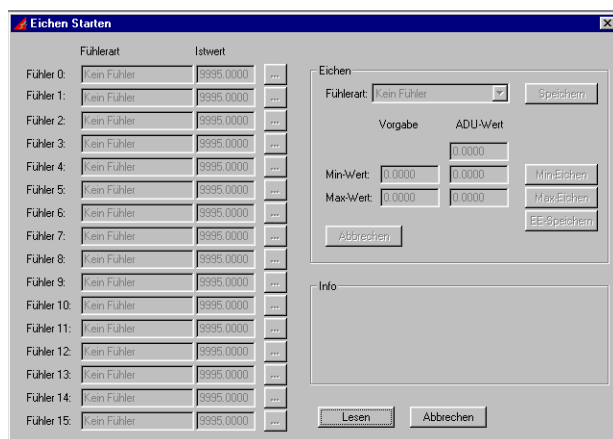 Eichen Starten
Fühlerart Istwert
Fühler 0: Kein Fühler 9995.0000 ...
Fühler 1: Kein Fühler 9995.0000 ...
Fühler 2: Kein Fühler 9995.0000 ...
Fühler 3: Kein Fühler 9995.0000 ...
Fühler 4: Kein Fühler 9995.0000 ...
Fühler 5: Kein Fühler 9995.0000 ...
Fühler 6: Kein Fühler 9995.0000 ...
Fühler 7: Kein Fühler 9995.0000 ...
Fühler 8: Kein Fühler 9995.0000 ...
Fühler 9: Kein Fühler 9995.0000 ...
Fühler 10: Kein Fühler 9995.0000 ...
Fühler 11: Kein Fühler 9995.0000 ...
Fühler 12: Kein Fühler 9995.0000 ...
Fühler 13: Kein Fühler 9995.0000 ...
Fühler 14: Kein Fühler 9995.0000 ...
Fühler 15: Kein Fühler 9995.0000 ...
Eichen
Fühlerart: Kein Fühler Speichern
Vorgabe ADU-Wert
0.0000
Min-Wert: 0.0000 0.0000 Min-Eichen
Max-Wert: 0.0000 0.0000 Max-Eichen
EE-Speichern
Abbrechen
Info
Lesen Abbrechen